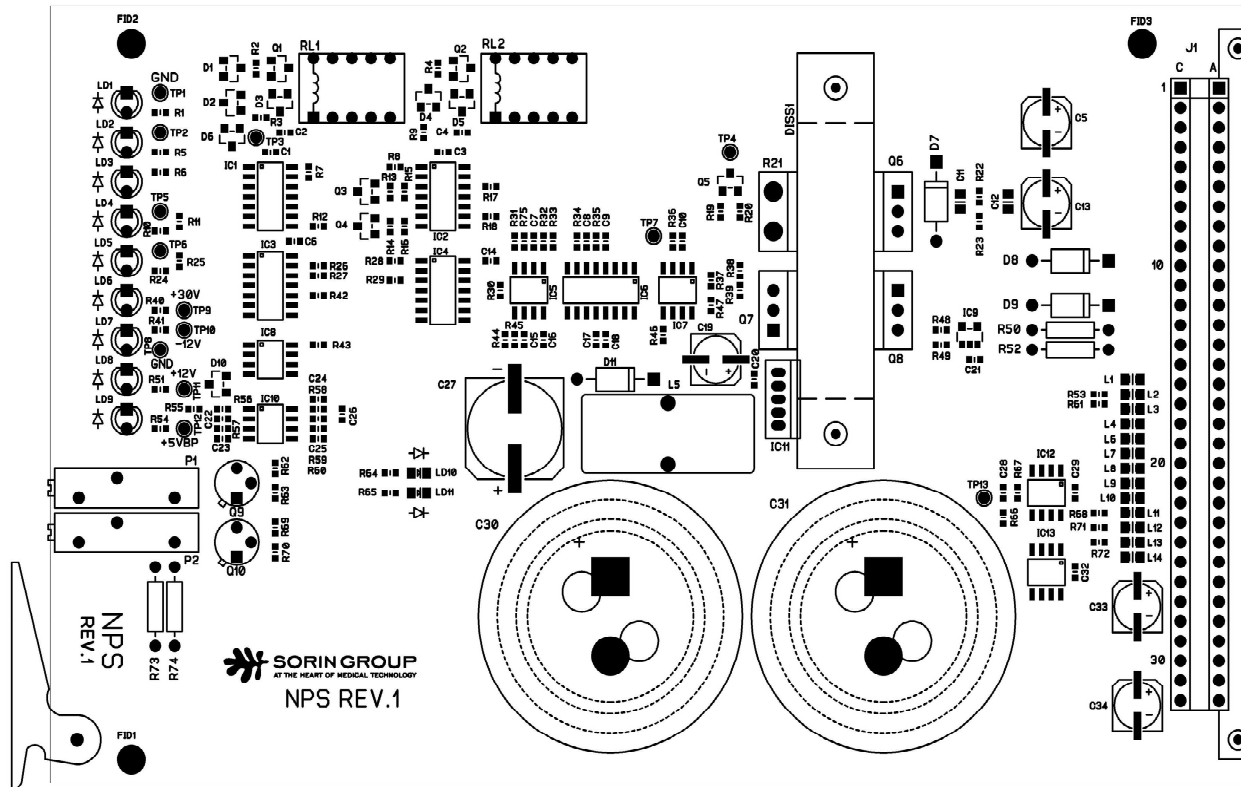 FID2
FID3
R2
Q1
RL1
R4
Q2
RL2
J1
C A
D1
LD1
GND
TP1
R1
D2
D3
R3
C2
D4
D5
R9
C4
DISS1
C5
1
LD2
TP2
R5
D6
TP3
C1
C3
TP4
D7
LD3
R6
IC1
R7
R8
R13
R15
Q3
R17
Q5
R21
Q6
C11
R22
C12
C13
LD4
TP5
R10
R11
R12
Q4
R14
R16
IC2
R18
R19
R20
R23
R31
R75
C7
R32
R33
R34
C8
R35
C9
TP7
R36
C10
LD5
TP6
R25
R24
IC3
C6
R26
R27
R28
R29
IC4
C14
D8
10
LD6
+30V
R40
TP9
R42
R30
IC5
IC6
IC7
R37
R38
R39
R47
D9
LD7
R41
TP10
-12V
TP8
GND
IC8
R43
R44
R45
C15
C16
C17
C18
R46
C19
Q7
Q8
C20
R48
R49
IC9
C21
R50
R52
LD8
R51
+12V
TP11
D10
C24
R58
C27
D11
L5
L1
R53
R61
L2
L3
LD9
R54
R55
TP12
+5VBP
C22
C23
R56
R57
IC10
C25
C26
R59
R60
IC11
L4
L6
L7
L8
20
L9
L10
P1
R62
R63
Q9
R64
LD10
R65
LD11
C30
C31
TP13
C28
R67
IC12
C29
R66
R68
L11
R71
L12
P2
R69
R70
Q10
IC13
C32
R72
L13
L14
NPS
REV.1
R73
R74
C33
30
SORIN GROUP
AT THE HEART OF MEDICAL TECHNOLOGY
NPS REV.1
C34
FID1